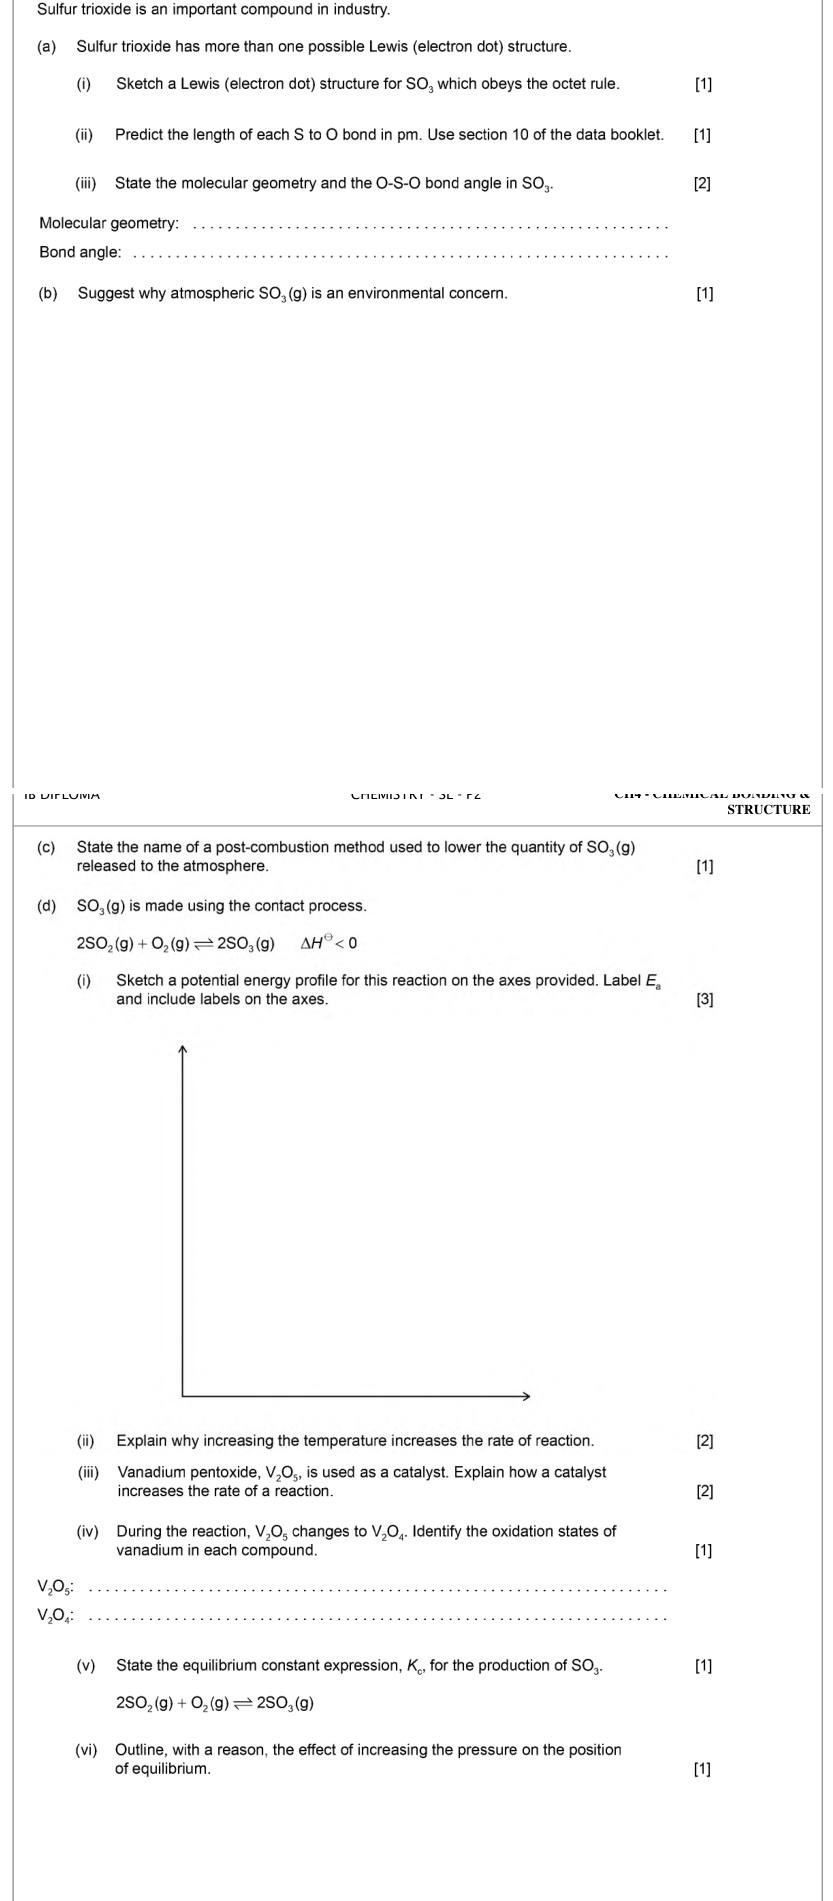 Sulfur trioxide is an important compound in industry.
(a) Sulfur trioxide has more than one possible Lewis (electron dot) structure.
(i) Sketch a Lewis (electron dot) structure for SO₃ which obeys the octet rule. [1]
(ii) Predict the length of each S to O bond in pm. Use section 10 of the data booklet. [1]
(iii) State the molecular geometry and the O-S-O bond angle in SO₃. [2]
Molecular geometry: . . . . . . . . . . . . . . . . . . . . . . . . . . . . . .
Bond angle: . . . . . . . . . . . . . . . . . . . . . . . . . . . . . .
(b) Suggest why atmospheric SO₃(g) is an environmental concern. [1]
IB DIPLOMA CHEMISTRY - SL - P2 CH4 - CHEMICAL BONDING &
STRUCTURE
(c) State the name of a post-combustion method used to lower the quantity of SO₃(g)
released to the atmosphere. [1]
(d) SO₃(g) is made using the contact process.
2SO₂(g) + O₂(g) ⇌ 2SO₃(g) ΔH⊖ < 0
(i) Sketch a potential energy profile for this reaction on the axes provided. Label Eₐ
and include labels on the axes. [3]
(ii) Explain why increasing the temperature increases the rate of reaction. [2]
(iii) Vanadium pentoxide, V₂O₅, is used as a catalyst. Explain how a catalyst
increases the rate of a reaction. [2]
(iv) During the reaction, V₂O₅ changes to V₂O₄. Identify the oxidation states of
vanadium in each compound. [1]
V₂O₅: . . . . . . . . . . . . . . . . . . . . . . . . . . . . . .
V₂O₄: . . . . . . . . . . . . . . . . . . . . . . . . . . . . . .
(v) State the equilibrium constant expression, K꜀, for the production of SO₃. [1]
2SO₂(g) + O₂(g) ⇌ 2SO₃(g)
(vi) Outline, with a reason, the effect of increasing the pressure on the position
of equilibrium. [1]